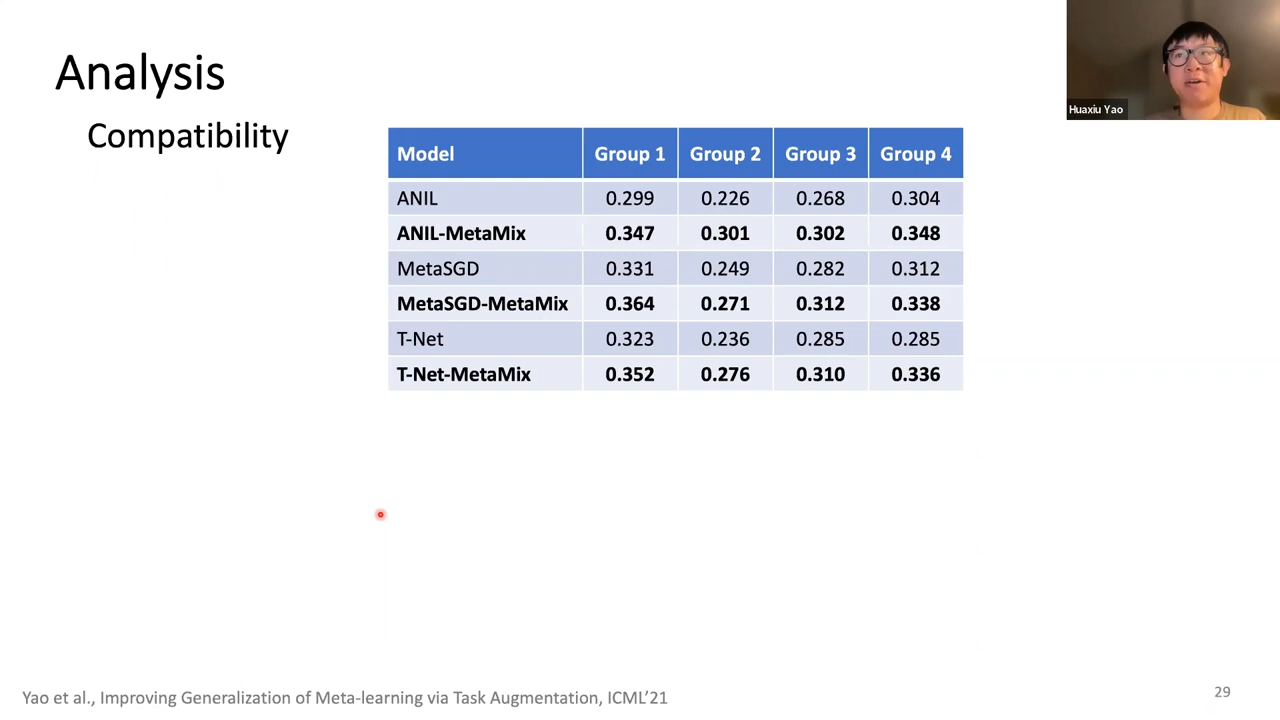 Analysis
Compatibility
Huaxiu Yao
Model Group 1 Group 2 Group 3 Group 4
ANIL 0.299 0.226 0.268 0.304
ANIL-MetaMix 0.347 0.301 0.302 0.348
MetaSGD 0.331 0.249 0.282 0.312
MetaSGD-MetaMix 0.364 0.271 0.312 0.338
T-Net 0.323 0.236 0.285 0.285
T-Net-MetaMix 0.352 0.276 0.310 0.336
Yao et al., Improving Generalization of Meta-learning via Task Augmentation, ICML’21
29